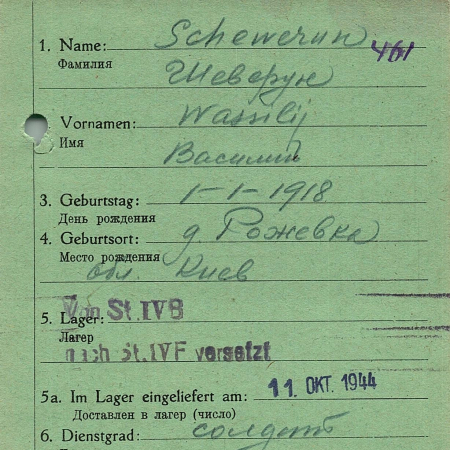 1. Name: Schewerun 461
Фамилия Шеверун
Vornamen: Wassilij
Имя
Василий
3. Geburtstag: 1-1-1918
День рождения
4. Geburtsort: д. Рожевка
Место рождения
обл. Киев
Von St.IVB
5. Lager:
Лагер
nach St.IVF versetzt
5a. Im Lager eingeliefert am: 11. OKT. 1944
Доставлен в лагер (число)
6. Dienstgrad: солдат